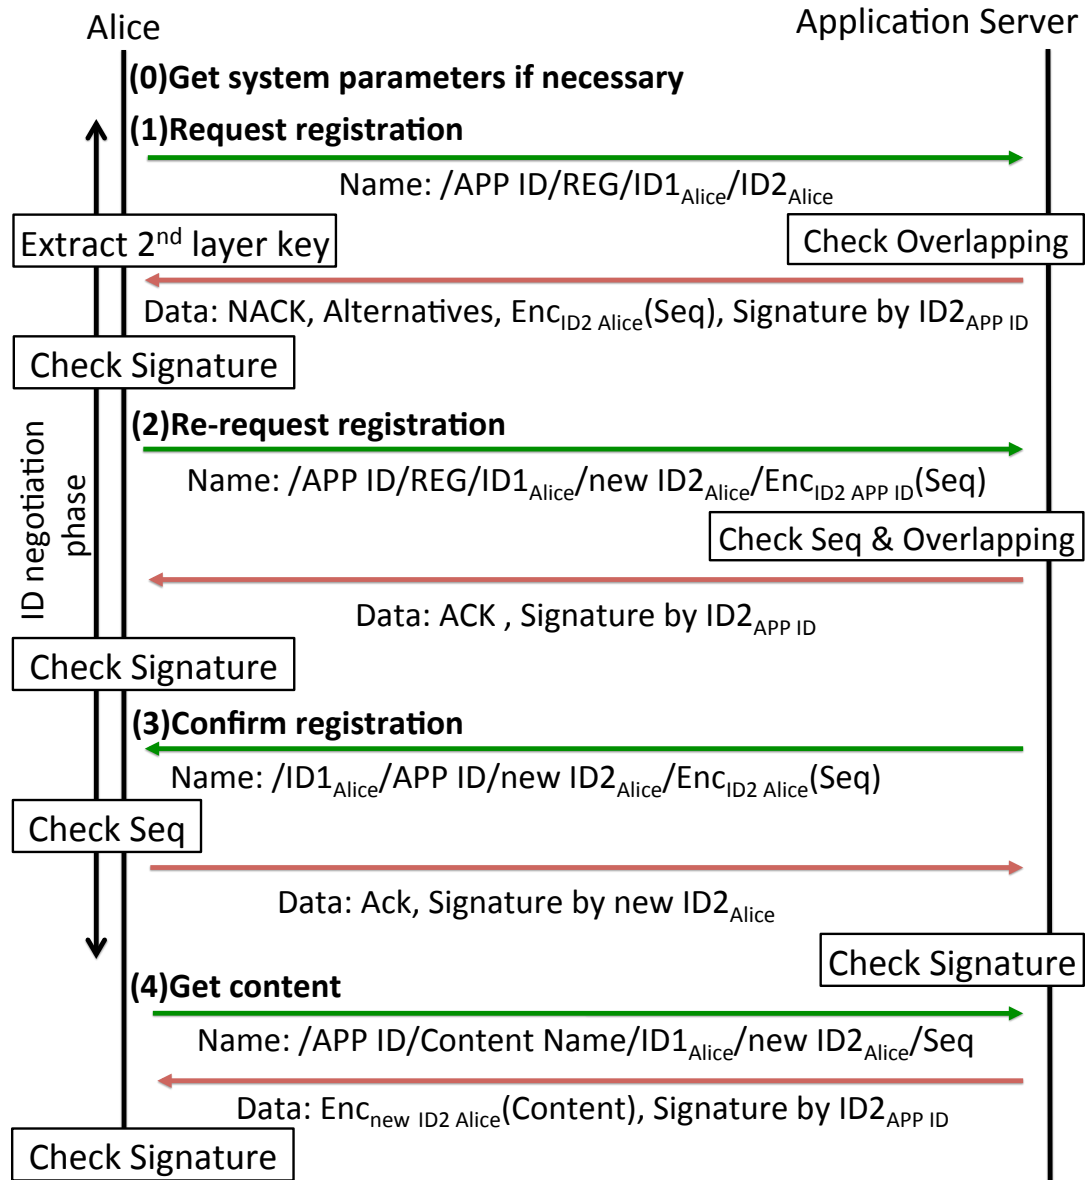 Alice
Application Server
(0)Get system parameters if necessary
(1)Request registration
Name: /APP ID/REG/ID1Alice/ID2Alice
Extract 2nd layer key
Check Overlapping
Data: NACK, Alternatives, EncID2 Alice(Seq), Signature by ID2APP ID
Check Signature
(2)Re-request registration
Name: /APP ID/REG/ID1Alice/new ID2Alice/EncID2 APP ID(Seq)
ID negotiation
phase
Check Seq & Overlapping
Data: ACK , Signature by ID2APP ID
Check Signature
(3)Confirm registration
Name: /ID1Alice/APP ID/new ID2Alice/EncID2 Alice(Seq)
Check Seq
Data: Ack, Signature by new ID2Alice
Check Signature
(4)Get content
Name: /APP ID/Content Name/ID1Alice/new ID2Alice/Seq
Data: Encnew ID2 Alice(Content), Signature by ID2APP ID
Check Signature